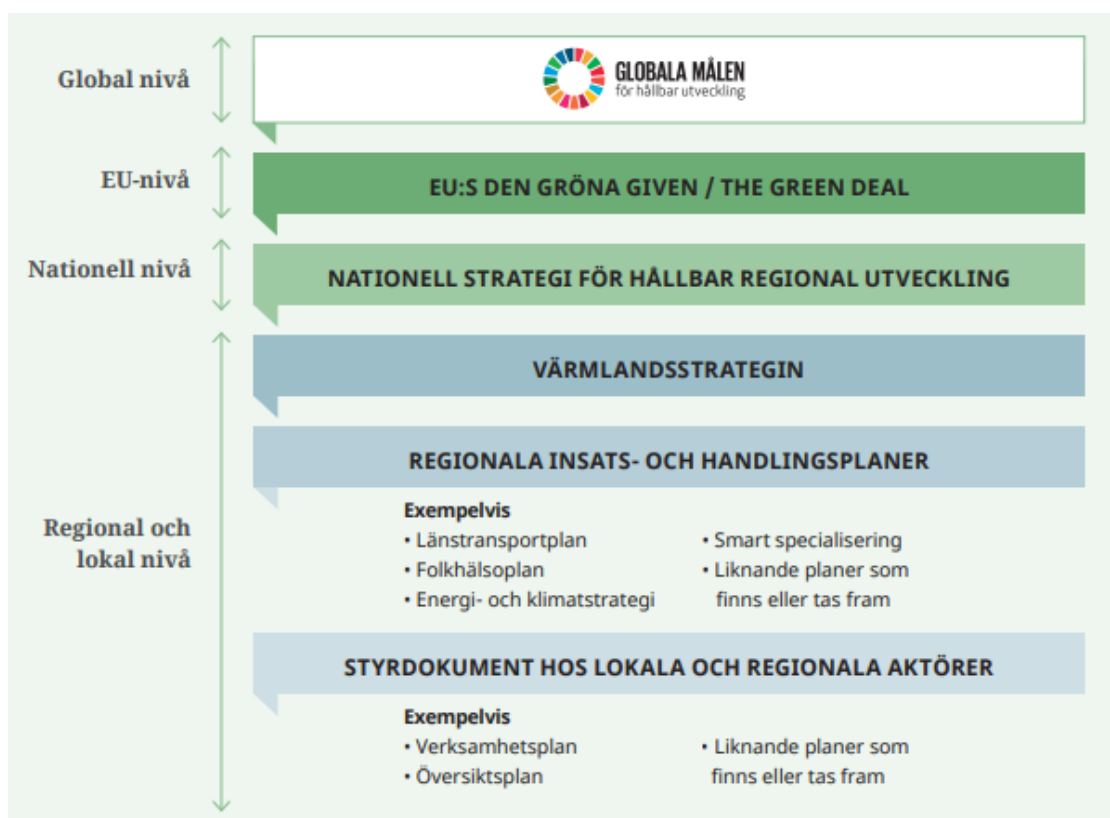 Global nivå
GLOBALA MÅLEN
för hållbar utveckling
EU-nivå
EU:S DEN GRÖNA GIVEN / THE GREEN DEAL
Nationell nivå
NATIONELL STRATEGI FÖR HÅLLBAR REGIONAL UTVECKLING
Regional och
lokal nivå
VÄRMLANDSSTRATEGIN
REGIONALA INSATS- OCH HANDLINGSPLANER
Exempelvis
• Länstransportplan
• Folkhälsoplan
• Energi- och klimatstrategi
• Smart specialisering
• Liknande planer som
finns eller tas fram
STYRDOKUMENT HOS LOKALA OCH REGIONALA AKTÖRER
Exempelvis
• Verksamhetsplan
• Översiktsplan
• Liknande planer som
finns eller tas fram